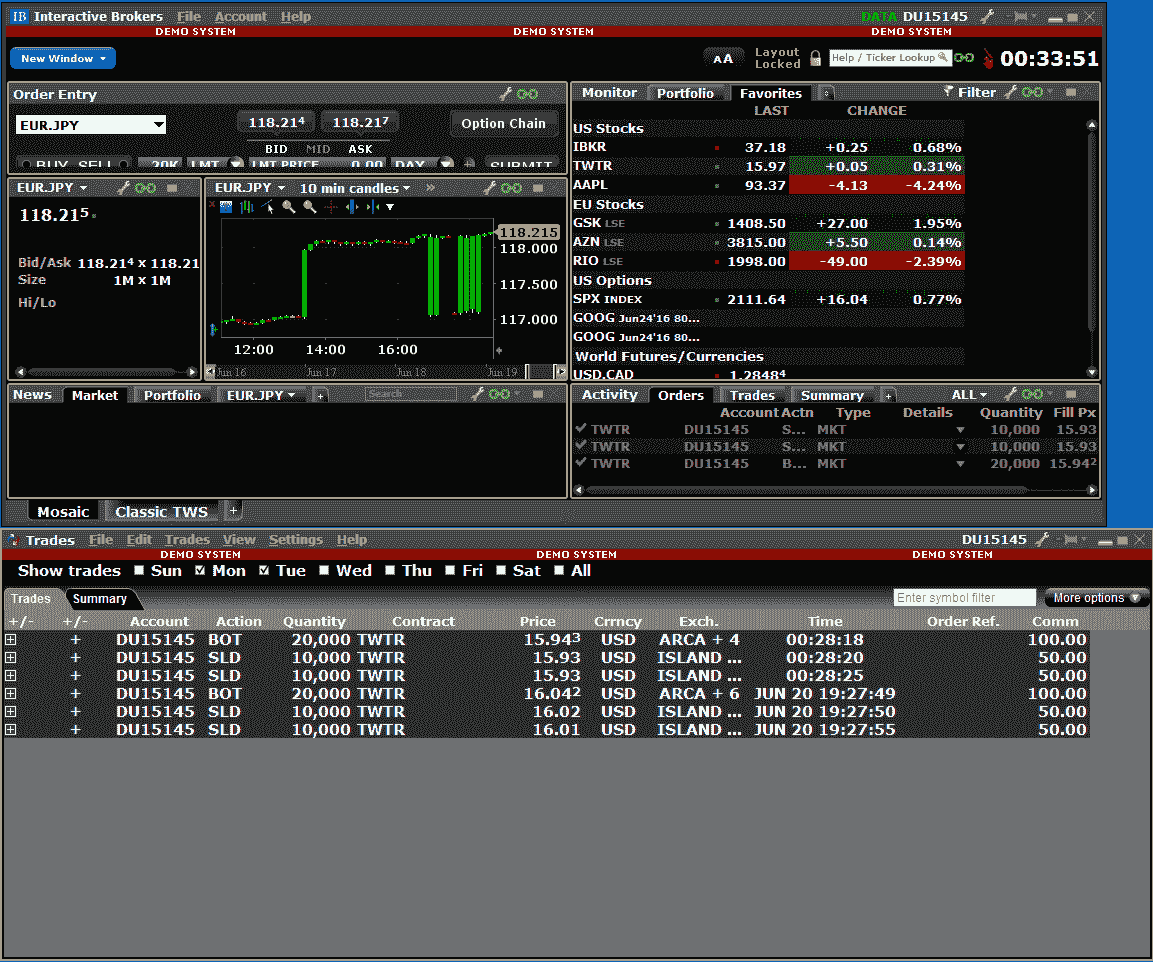 IB Interactive Brokers File Account Help DATA DU15145
DEMO SYSTEM DEMO SYSTEM DEMO SYSTEM
New Window AA Layout Locked Help / Ticker Lookup 00:33:51
Order Entry
EUR.JPY 118.21⁴ 118.21⁷ Option Chain
BID MID ASK
BUY SELL 20K LMT LMT PRICE 0.00 DAY + SUBMIT
EUR.JPY
118.21⁵
Bid/Ask 118.21⁴ x 118.21
Size 1M x 1M
Hi/Lo
EUR.JPY 10 min candles »
118.215
118.000
117.500
117.000
12:00 14:00 16:00
Jun 16 Jun 17 Jun 18 Jun 19
Monitor Portfolio Favorites Filter
LAST CHANGE
US Stocks
IBKR 37.18 +0.25 0.68%
TWTR 15.97 +0.05 0.31%
AAPL 93.37 -4.13 -4.24%
EU Stocks
GSK LSE 1408.50 +27.00 1.95%
AZN LSE 3815.00 +5.50 0.14%
RIO LSE 1998.00 -49.00 -2.39%
US Options
SPX INDEX 2111.64 +16.04 0.77%
GOOG Jun24'16 80...
GOOG Jun24'16 80...
World Futures/Currencies
USD.CAD 1.2848⁴
News Market Portfolio EUR.JPY + Search
Activity Orders Trades Summary + ALL
Account Actn Type Details Quantity Fill Px
TWTR DU15145 S... MKT 10,000 15.93
TWTR DU15145 S... MKT 10,000 15.93
TWTR DU15145 B... MKT 20,000 15.94²
Mosaic Classic TWS +
Trades File Edit Trades View Settings Help DU15145
DEMO SYSTEM DEMO SYSTEM DEMO SYSTEM
Show trades Sun Mon Tue Wed Thu Fri Sat All
Trades Summary Enter symbol filter More options
+/- +/- Account Action Quantity Contract Price Crrncy Exch. Time Order Ref. Comm
+ DU15145 BOT 20,000 TWTR 15.94³ USD ARCA + 4 00:28:18 100.00
+ DU15145 SLD 10,000 TWTR 15.93 USD ISLAND ... 00:28:20 50.00
+ DU15145 SLD 10,000 TWTR 15.93 USD ISLAND ... 00:28:25 50.00
+ DU15145 BOT 20,000 TWTR 16.04² USD ARCA + 6 JUN 20 19:27:49 100.00
+ DU15145 SLD 10,000 TWTR 16.02 USD ISLAND ... JUN 20 19:27:50 50.00
+ DU15145 SLD 10,000 TWTR 16.01 USD ISLAND ... JUN 20 19:27:55 50.00